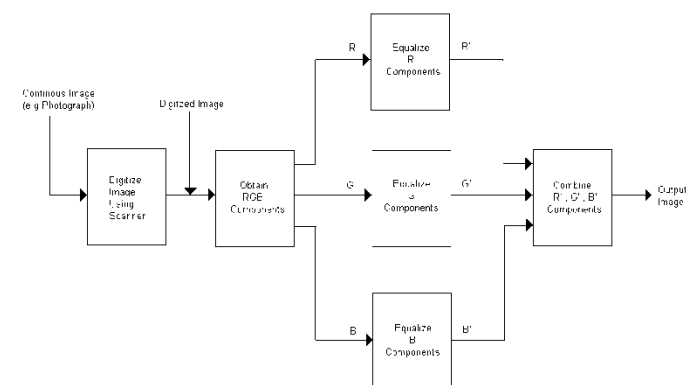 Continous Image
(e g Photograph)
Digitized Image
Digitize
Image
Using
Scanner
Obtain
RGB
Components
R
Equalize
R
Components
R'
G
Equalize
G
Components
G'
B
Equalize
B
Components
B'
Combine
R' , G' , B'
Components
Output
Image